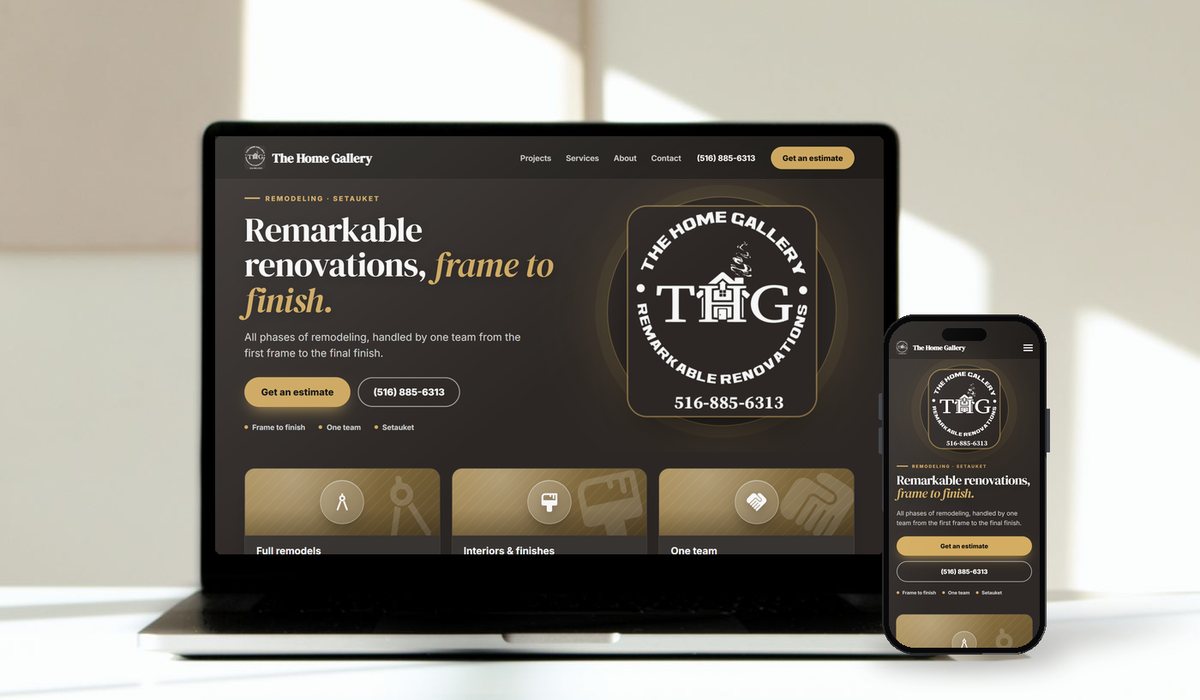 The Home Gallery
Projects Services About Contact (516) 885-6313 Get an estimate
REMODELING · SETAUKET
Remarkable
renovations, frame to
finish.
All phases of remodeling, handled by one team from the
first frame to the final finish.
Get an estimate (516) 885-6313
Frame to finish One team Setauket
THE HOME GALLERY
THG
REMARKABLE RENOVATIONS
516-885-6313
Full remodels
Interiors & finishes
One team
The Home Gallery
THE HOME GALLERY
THG
REMARKABLE RENOVATIONS
516-885-6313
REMODELING · SETAUKET
Remarkable renovations,
frame to finish.
All phases of remodeling, handled by one
team from the first frame to the final finish.
Get an estimate
(516) 885-6313
Frame to finish One team Setauket